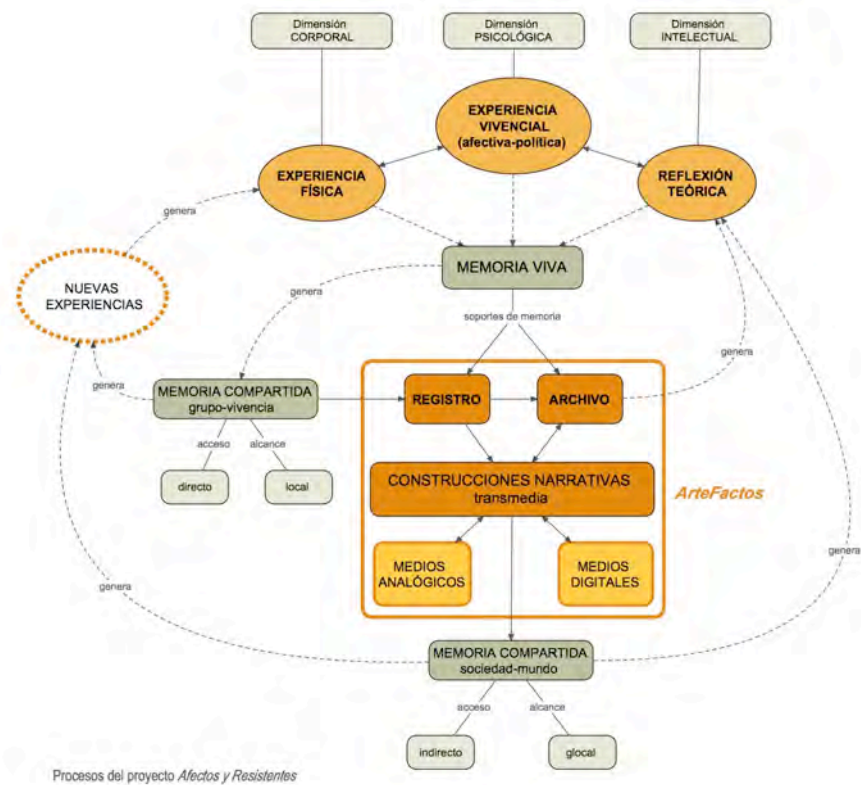 Dimensión
CORPORAL
Dimensión
PSICOLÓGICA
Dimensión
INTELECTUAL
EXPERIENCIA
VIVENCIAL
(afectiva-política)
EXPERIENCIA
FÍSICA
REFLEXIÓN
TEÓRICA
genera
MEMORIA VIVA
NUEVAS
EXPERIENCIAS
genera
soportes de memoria
genera
genera
MEMORIA COMPARTIDA
grupo-vivencia
REGISTRO
ARCHIVO
acceso
alcance
directo
local
CONSTRUCCIONES NARRATIVAS
transmedia
ArteFactos
MEDIOS
ANALÓGICOS
MEDIOS
DIGITALES
genera
genera
MEMORIA COMPARTIDA
sociedad-mundo
acceso
alcance
indirecto
glocal
Procesos del proyecto Afectos y Resistentes